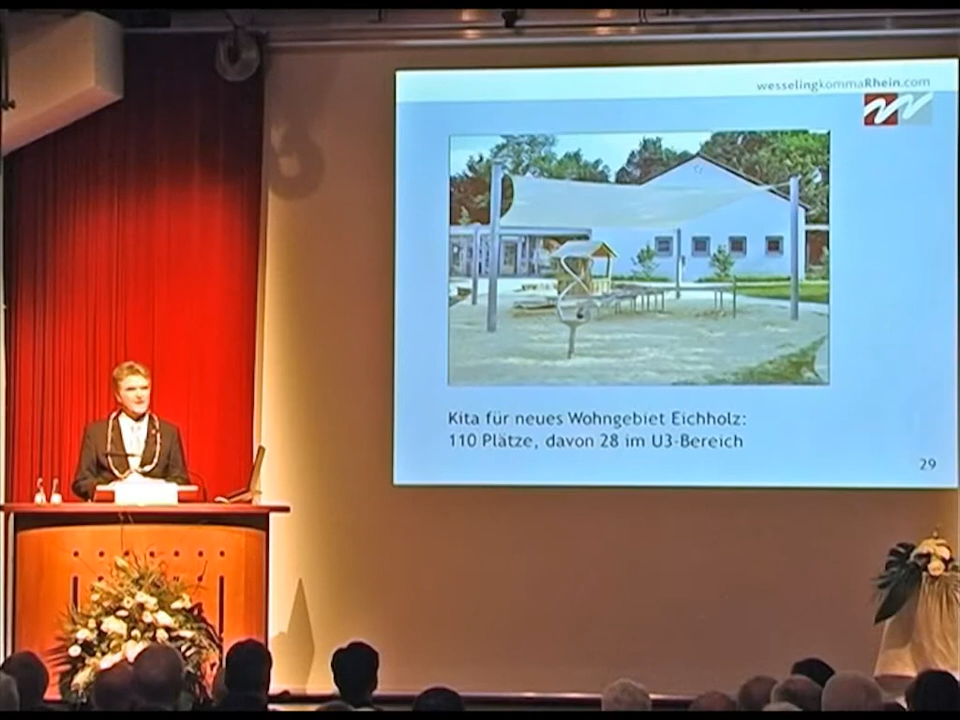 wesselingkommaRhein.com
Kita für neues Wohngebiet Eichholz:
110 Plätze, davon 28 im U3-Bereich
29